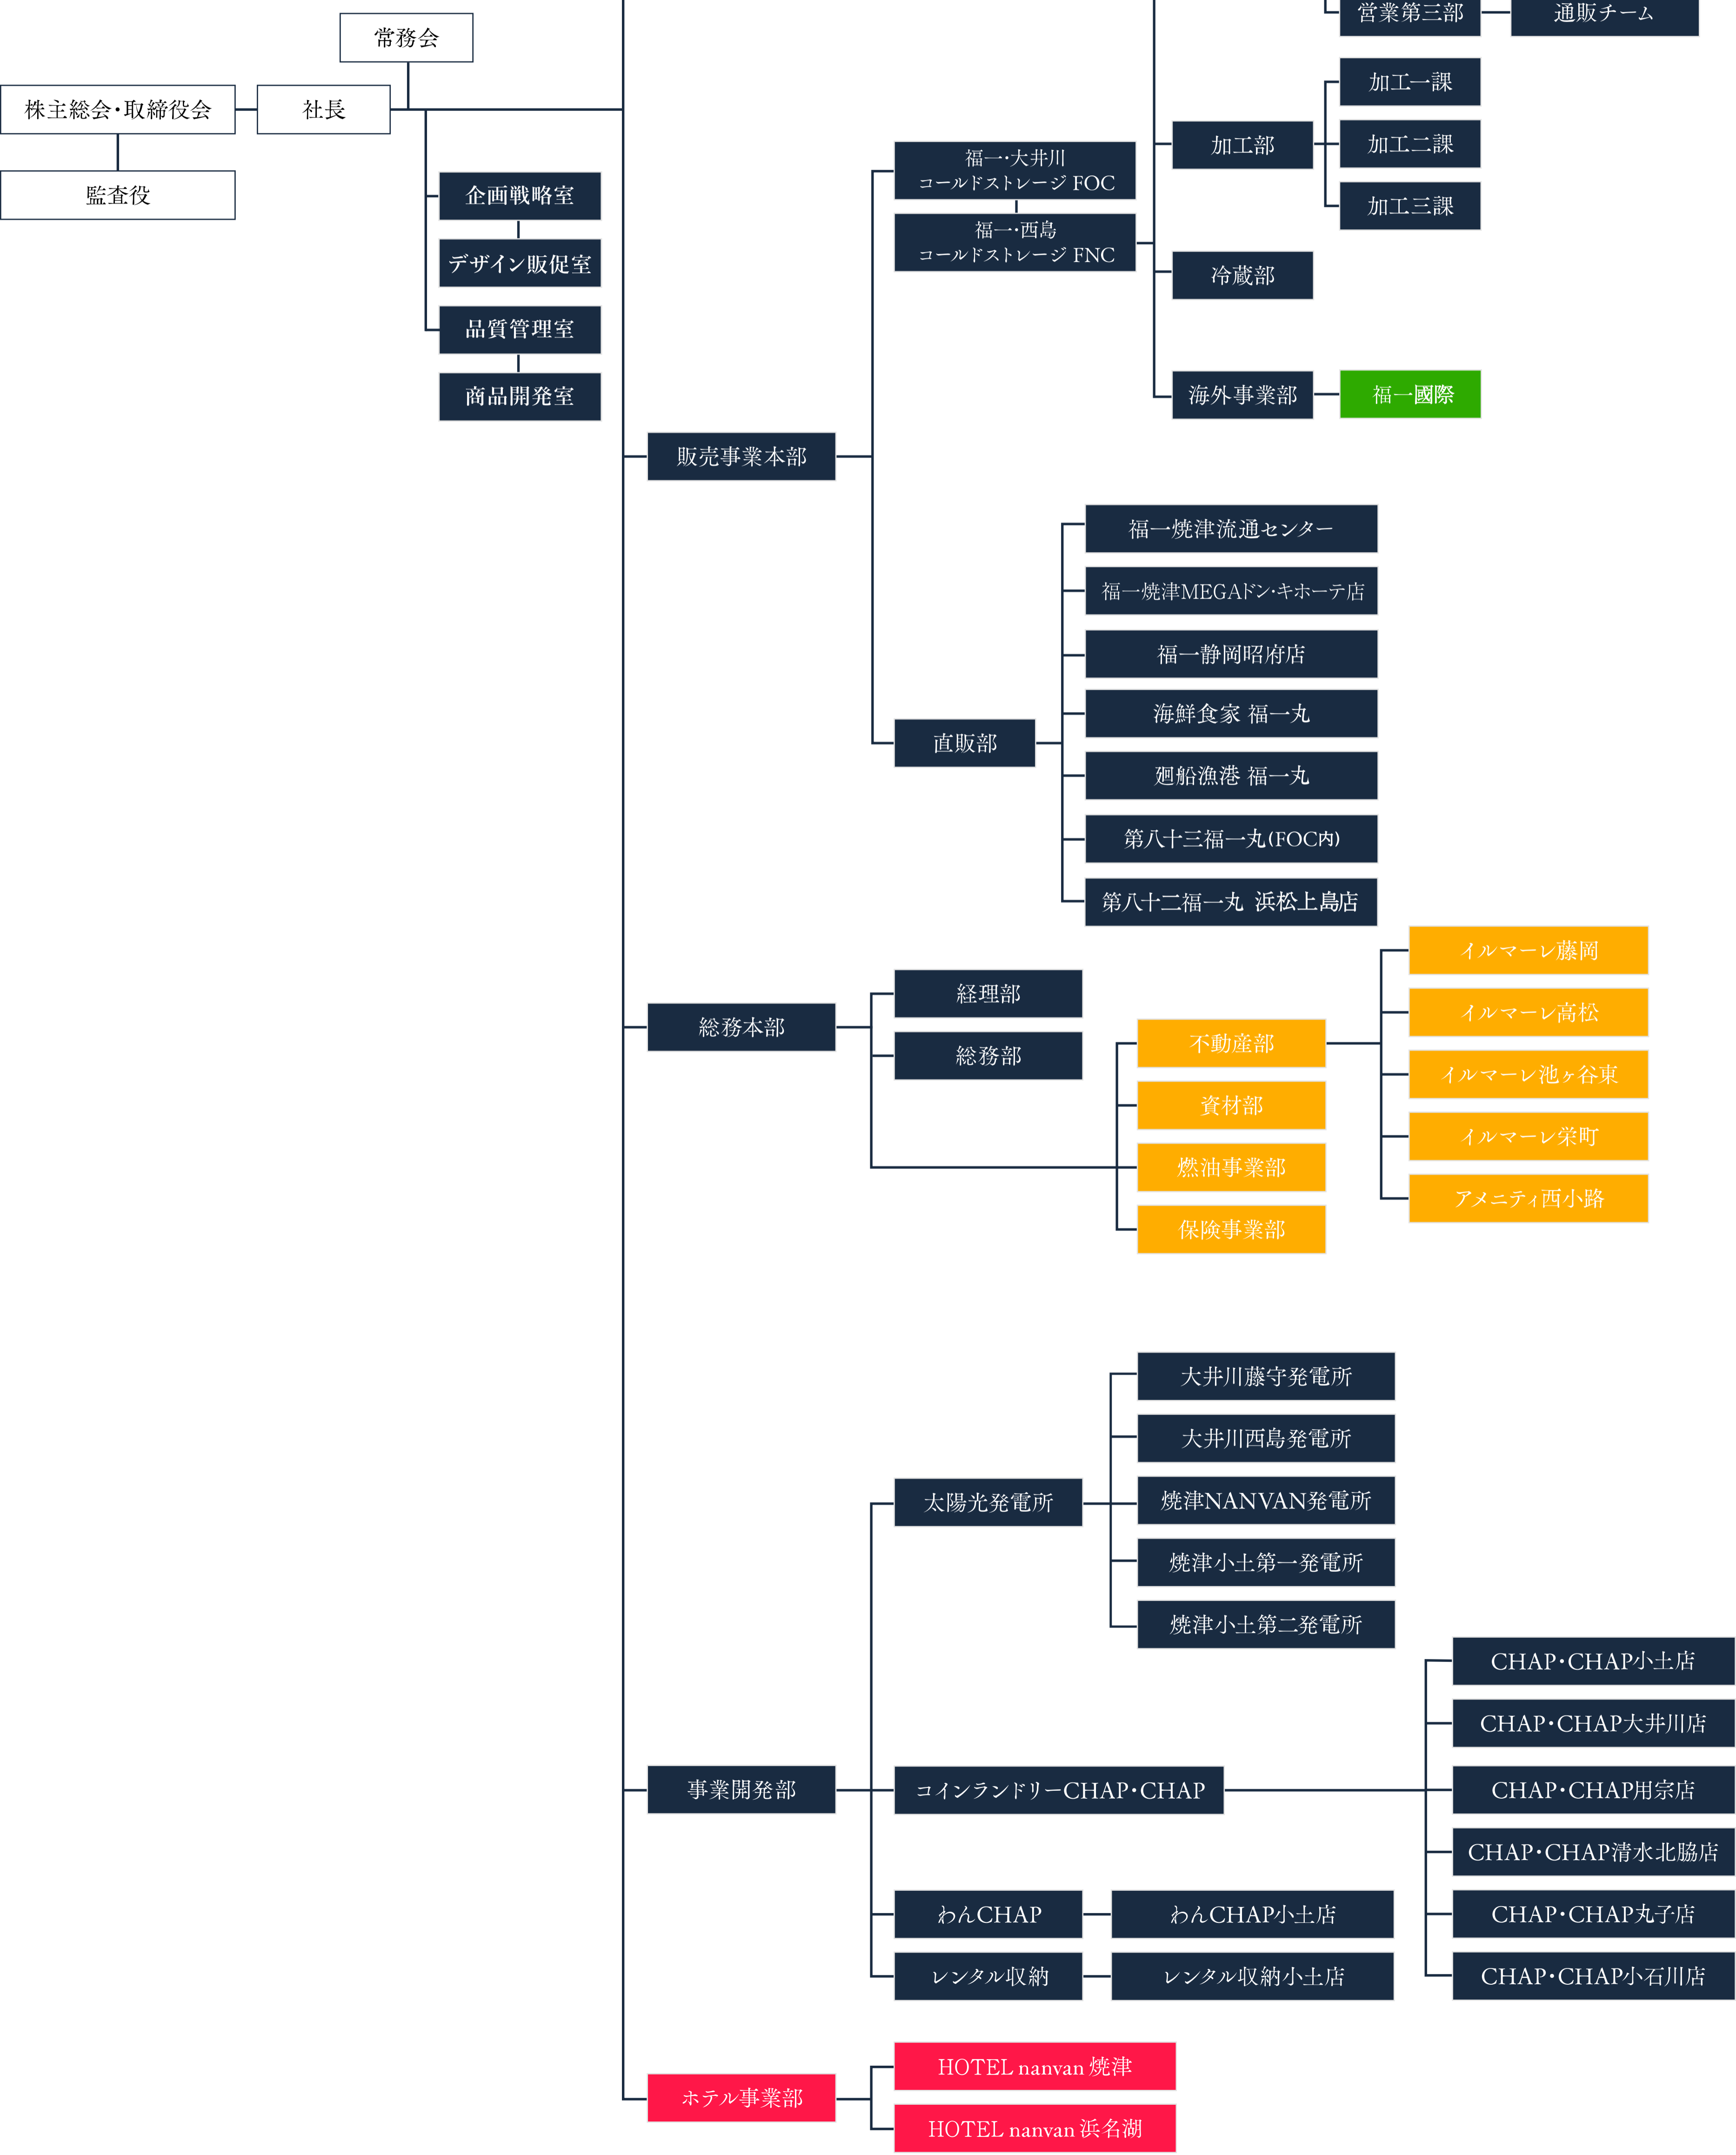 営業第三部
通販チーム
常務会
株主総会・取締役会
社長
監査役
企画戦略室
デザイン販促室
品質管理室
商品開発室
販売事業本部
福一・大井川
コールドストレージ FOC
福一・西島
コールドストレージ FNC
加工部
加工一課
加工二課
加工三課
冷蔵部
海外事業部
福一國際
直販部
福一焼津流通センター
福一焼津MEGAドン・キホーテ店
福一静岡昭府店
海鮮食家 福一丸
廻船漁港 福一丸
第八十三福一丸(FOC内)
第八十二福一丸 浜松上島店
総務本部
経理部
総務部
不動産部
資材部
燃油事業部
保険事業部
イルマーレ藤岡
イルマーレ高松
イルマーレ池ヶ谷東
イルマーレ栄町
アメニティ西小路
事業開発部
太陽光発電所
大井川藤守発電所
大井川西島発電所
焼津NANVAN発電所
焼津小土第一発電所
焼津小土第二発電所
コインランドリーCHAP・CHAP
CHAP・CHAP小土店
CHAP・CHAP大井川店
CHAP・CHAP用宗店
CHAP・CHAP清水北脇店
CHAP・CHAP丸子店
CHAP・CHAP小石川店
わんCHAP
わんCHAP小土店
レンタル収納
レンタル収納小土店
ホテル事業部
HOTEL nanvan 焼津
HOTEL nanvan 浜名湖